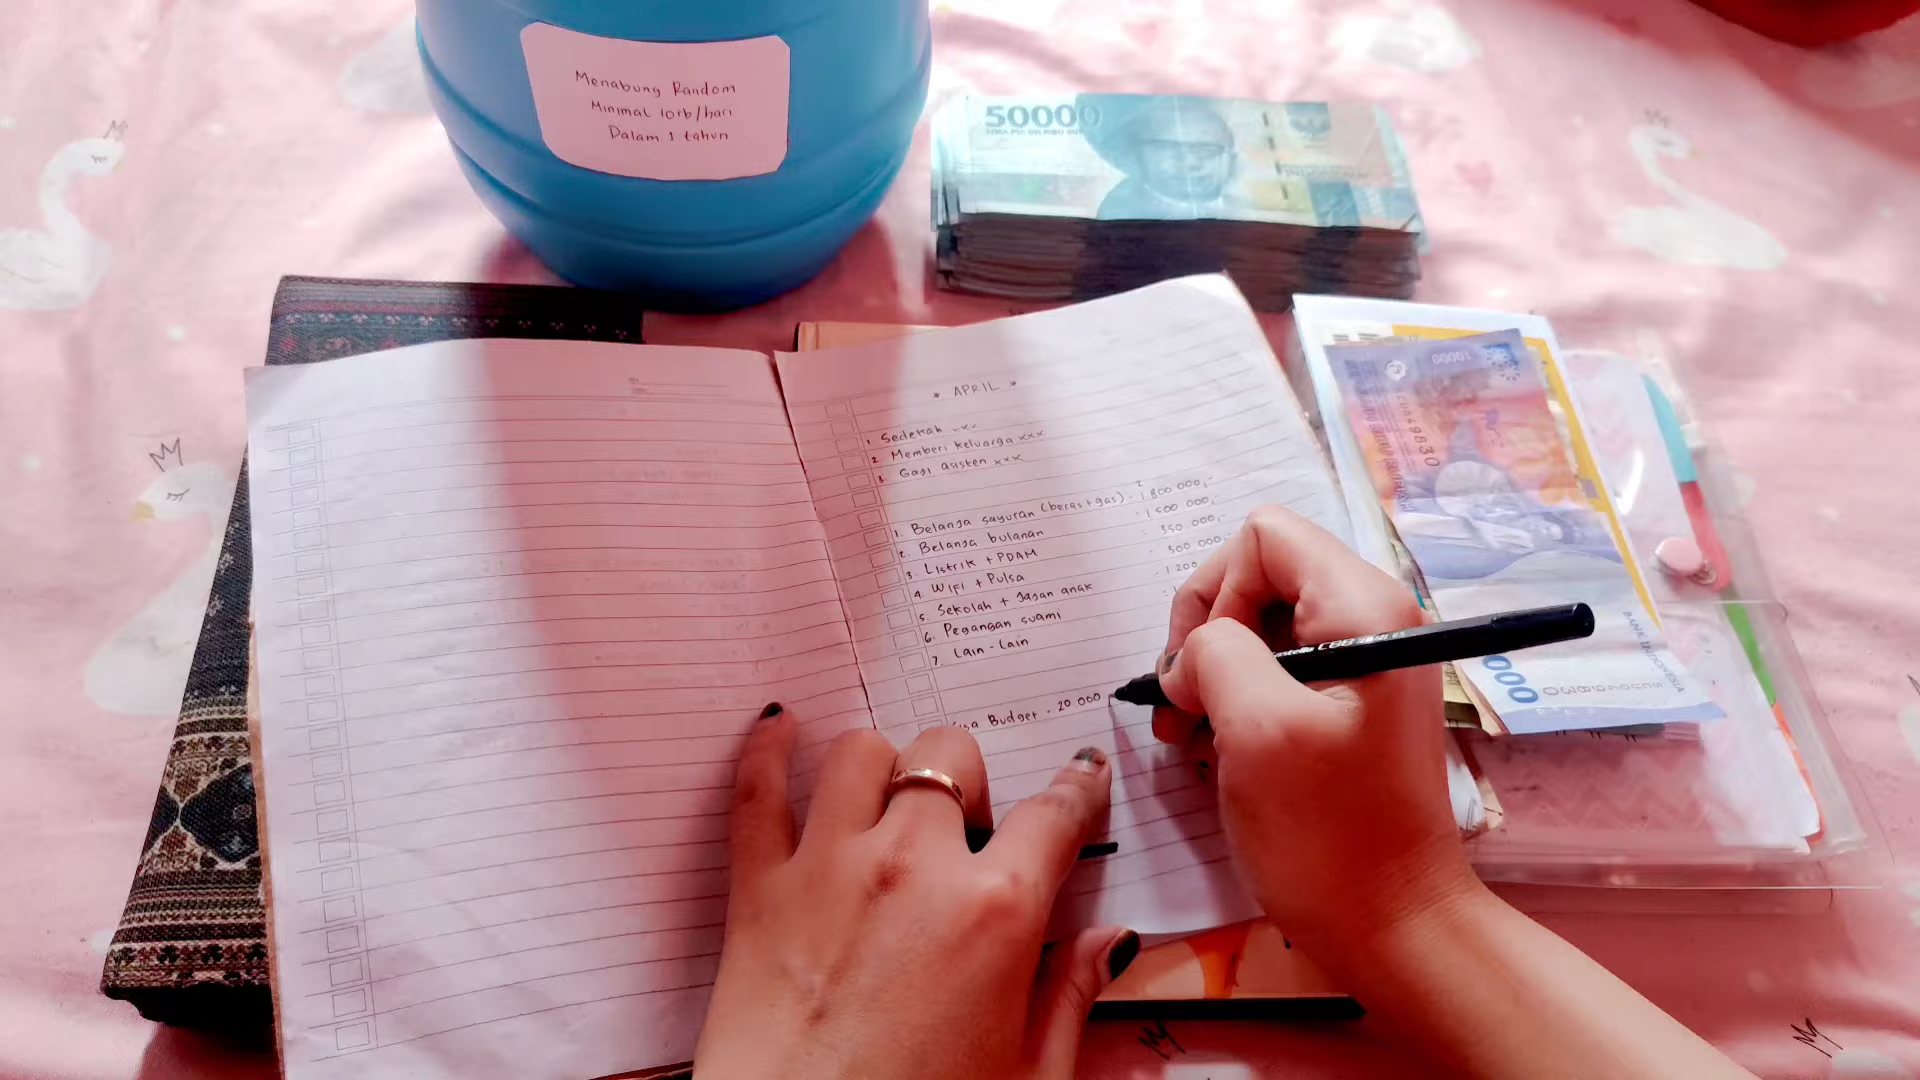 Menabung Random
Minimal 10rb/hari
Dalam 1 tahun
50000
* APRIL *
1. Sedekah xxx
2. Memberi keluarga xxx
3. Gaji asisten xxx
1. Belanja sayuran (beras+gas) 800 000,-
2. Belanja bulanan : 1 500 000,-
3. Listrik + PDAM : 350 000,-
4. Wifi + Pulsa : 500 000,-
5. Sekolah + Jajan anak : 1 200
6. Pegangan suami
7. Lain - Lain
Budget = 20 000
10000
BANK INDONESIA